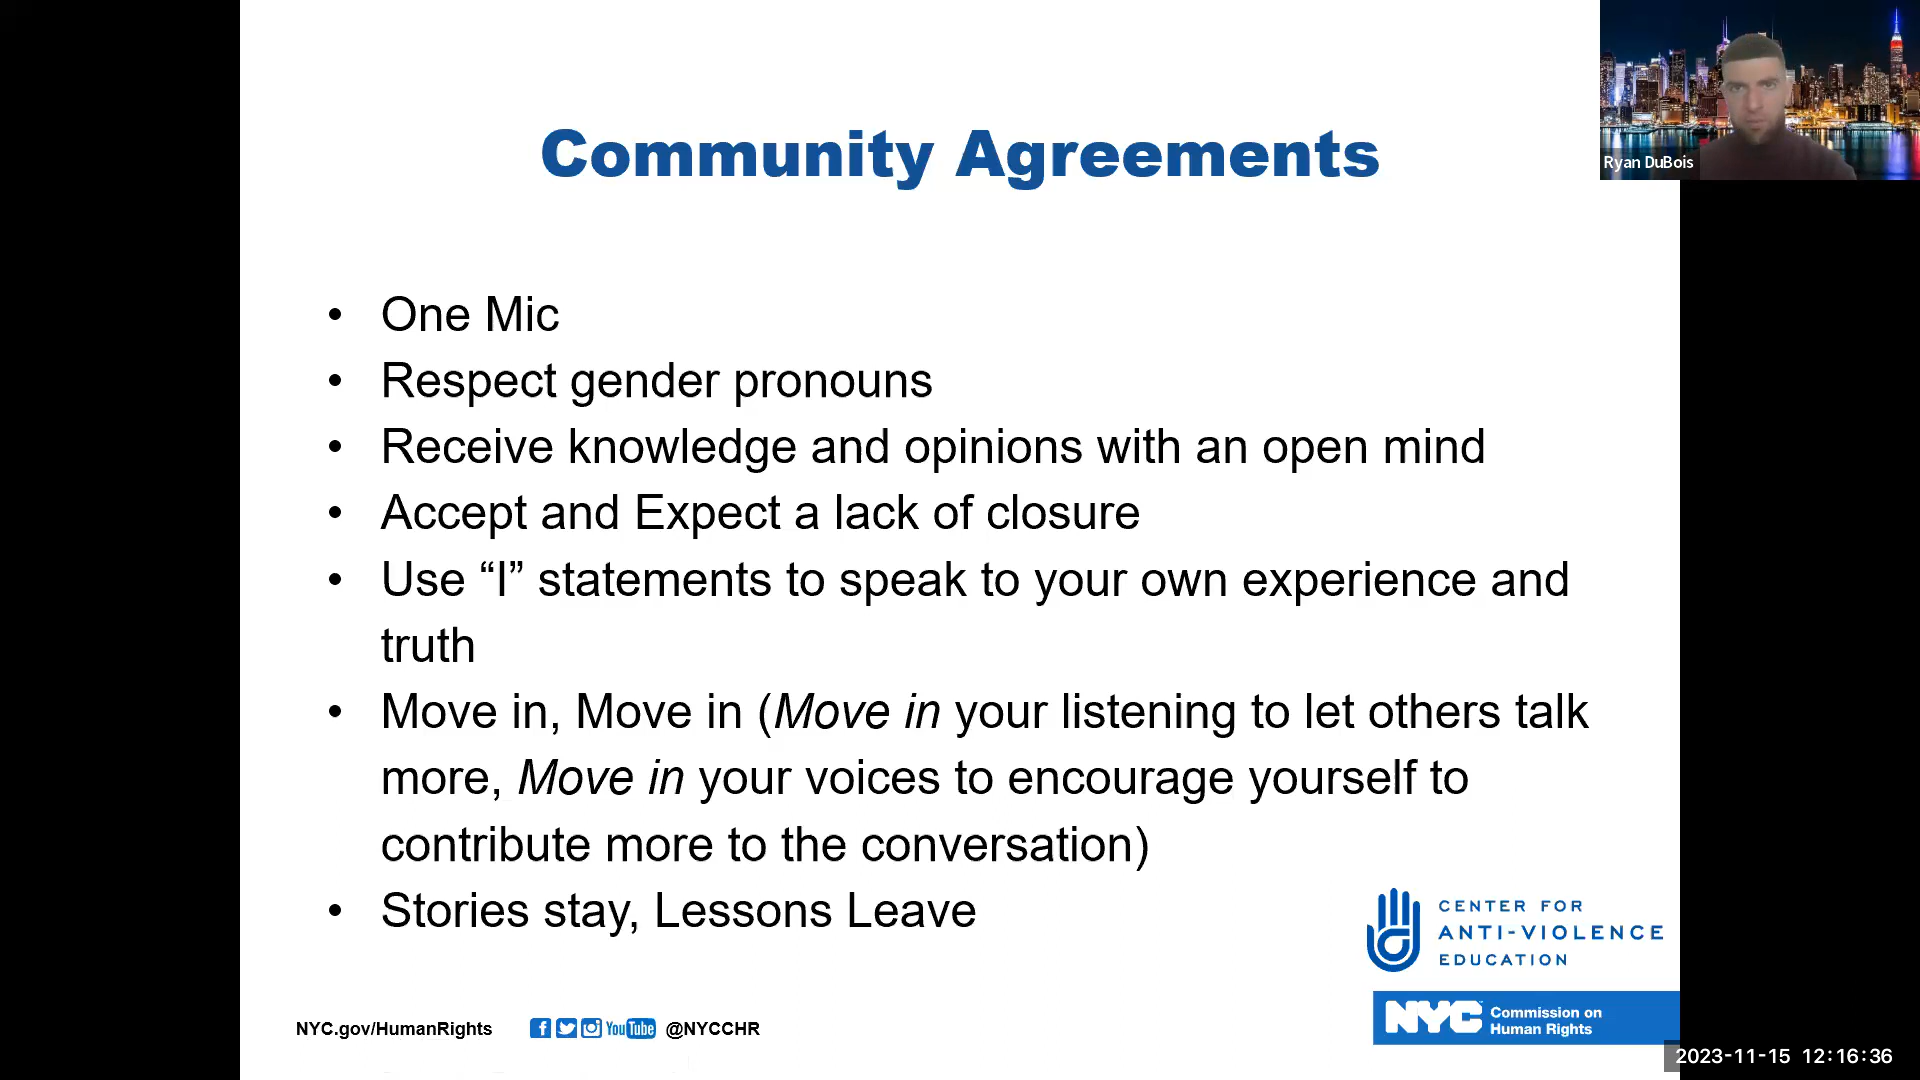 Community Agreements
Ryan DuBois
• One Mic
• Respect gender pronouns
• Receive knowledge and opinions with an open mind
• Accept and Expect a lack of closure
• Use “I” statements to speak to your own experience and
truth
• Move in, Move in (Move in your listening to let others talk
more, Move in your voices to encourage yourself to
contribute more to the conversation)
• Stories stay, Lessons Leave
CENTER FOR
ANTI-VIOLENCE
EDUCATION
NYC.gov/HumanRights
YouTube
@NYCCHR
NYC
Commission on
Human Rights
2023-11-15 12:16:36